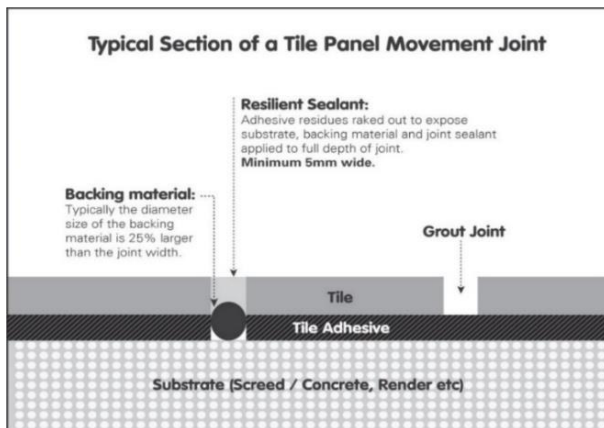 Typical Section of a Tile Panel Movement Joint
Resilient Sealant:
Adhesive residues raked out to expose
substrate, backing material and joint sealant
applied to full depth of joint.
Minimum 5mm wide.
Backing material:
Typically the diameter
size of the backing
material is 25% larger
than the joint width.
Grout Joint
Tile
Tile Adhesive
Substrate (Screed / Concrete, Render etc)